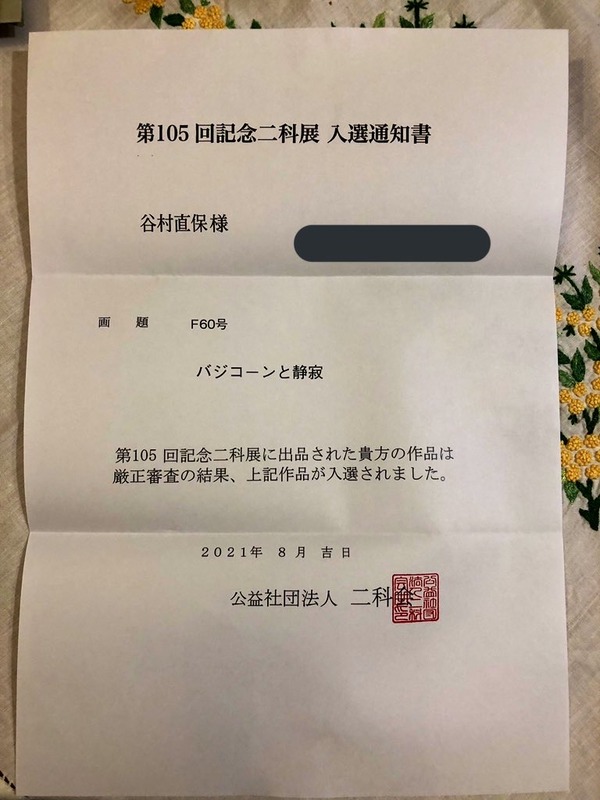 第105回記念二科展 入選通知書
谷村直保様
画 題 F60号
バジコーンと静寂
第105回記念二科展に出品された貴方の作品は
厳正審査の結果、上記作品が入選されました。
2021年 8月 吉日
公益社団法人 二科会